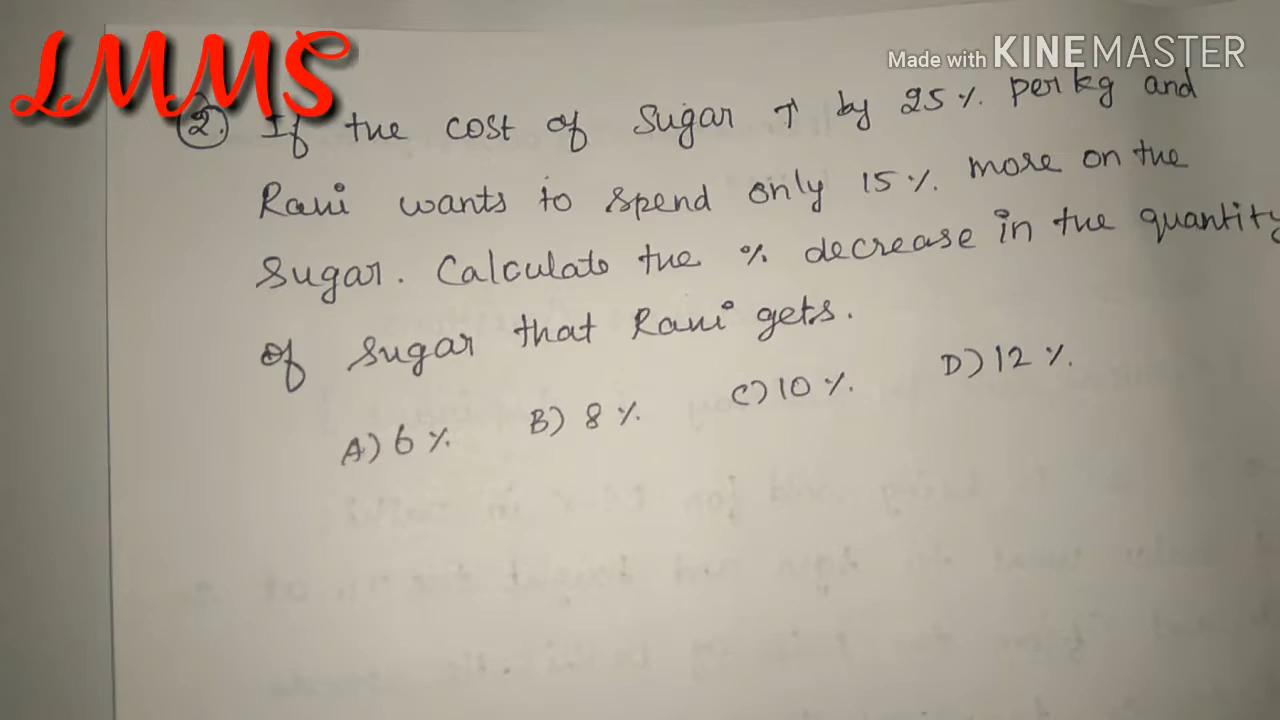 LMMS
Made with KINEMASTER
2. If the cost of Sugar ↑ by 25 %. per kg and
Rani wants to spend only 15 %. more on the
Sugar. Calculate the % decrease in the quantity
of sugar that Rani gets.
A) 6 %. B) 8 %. C) 10 %. D) 12 %.